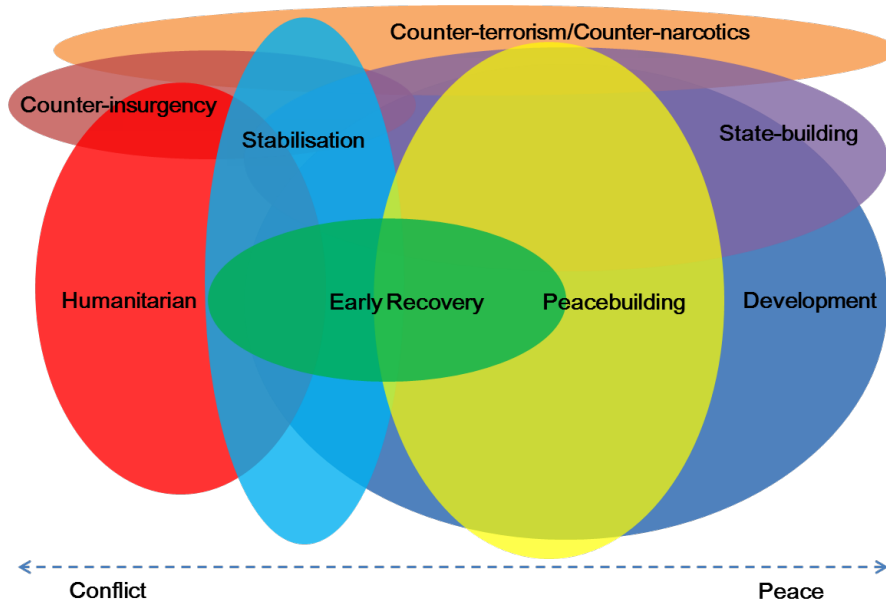 Counter-terrorism/Counter-narcotics
Counter-insurgency
Stabilisation
State-building
Humanitarian
Early Recovery
Peacebuilding
Development
Conflict
Peace